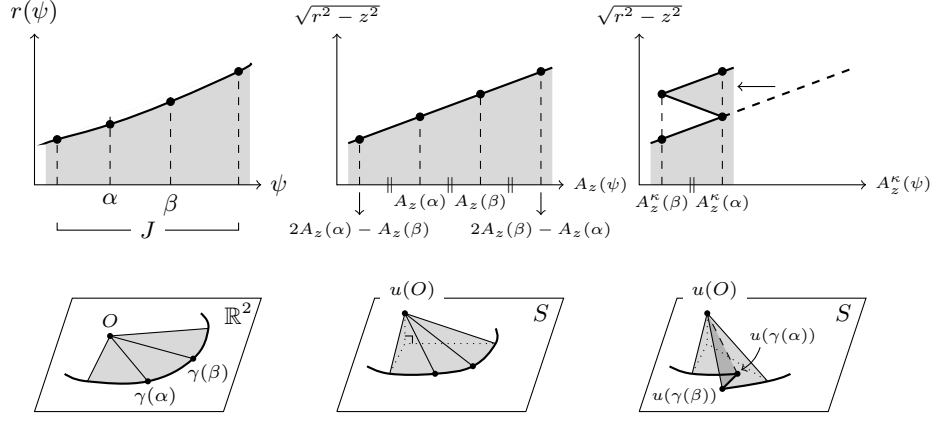 r(ψ)
√r² − z²
√r² − z²
ψ
A_z(ψ)
A_z^κ(ψ)
α
β
A_z(α)
A_z(β)
A_z^κ(β)
A_z^κ(α)
J
2A_z(α) − A_z(β)
2A_z(β) − A_z(α)
u(O)
u(O)
O
ℝ²
S
S
u(γ(α))
γ(β)
γ(α)
u(γ(β))